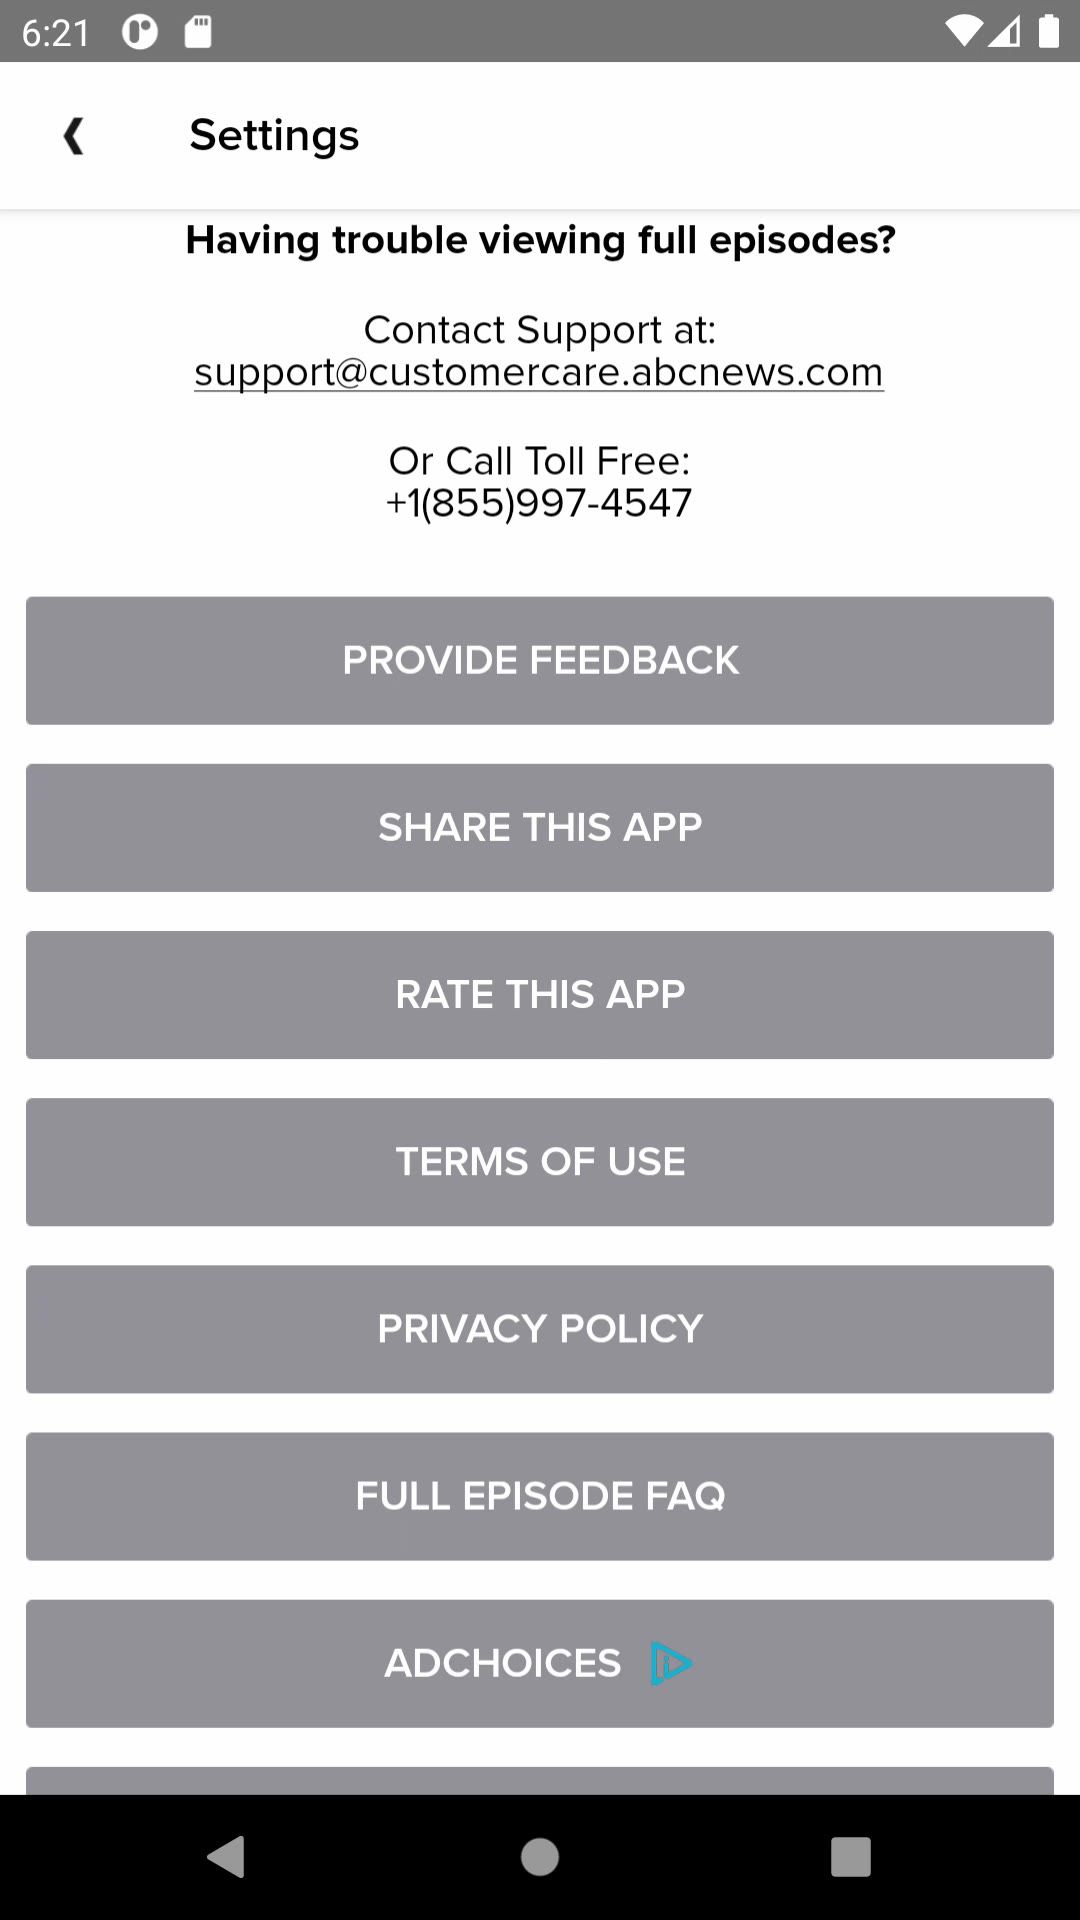 6:21
Settings
Having trouble viewing full episodes?
Contact Support at:
support@customercare.abcnews.com
Or Call Toll Free:
+1(855)997-4547
PROVIDE FEEDBACK
SHARE THIS APP
RATE THIS APP
TERMS OF USE
PRIVACY POLICY
FULL EPISODE FAQ
ADCHOICES